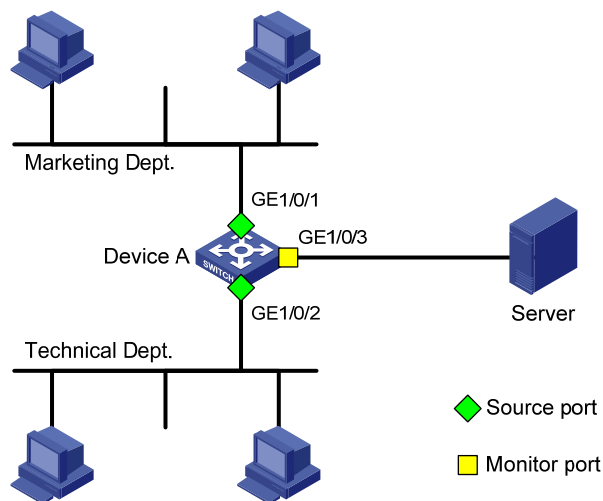 Marketing Dept.
GE1/0/1
GE1/0/3
Device A
SWITCH
GE1/0/2
Server
Technical Dept.
Source port
Monitor port